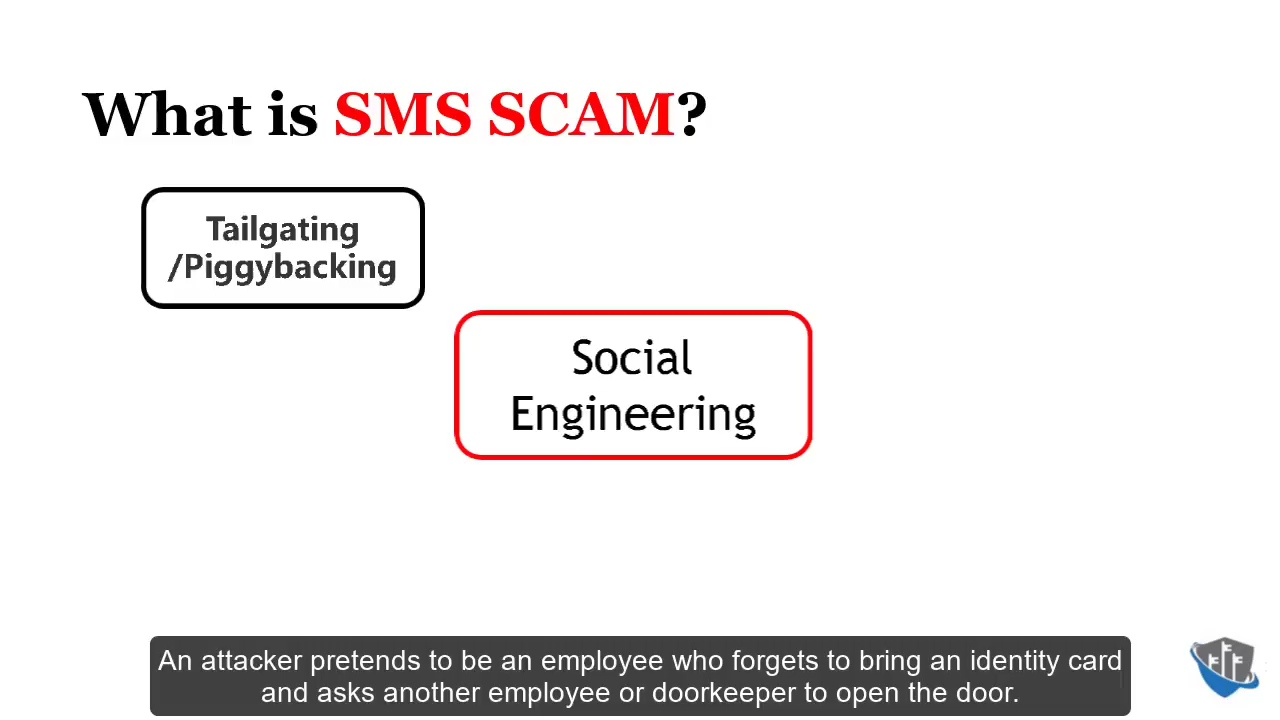 What is SMS SCAM?
Tailgating
/Piggybacking
Social
Engineering
An attacker pretends to be an employee who forgets to bring an identity card
and asks another employee or doorkeeper to open the door.